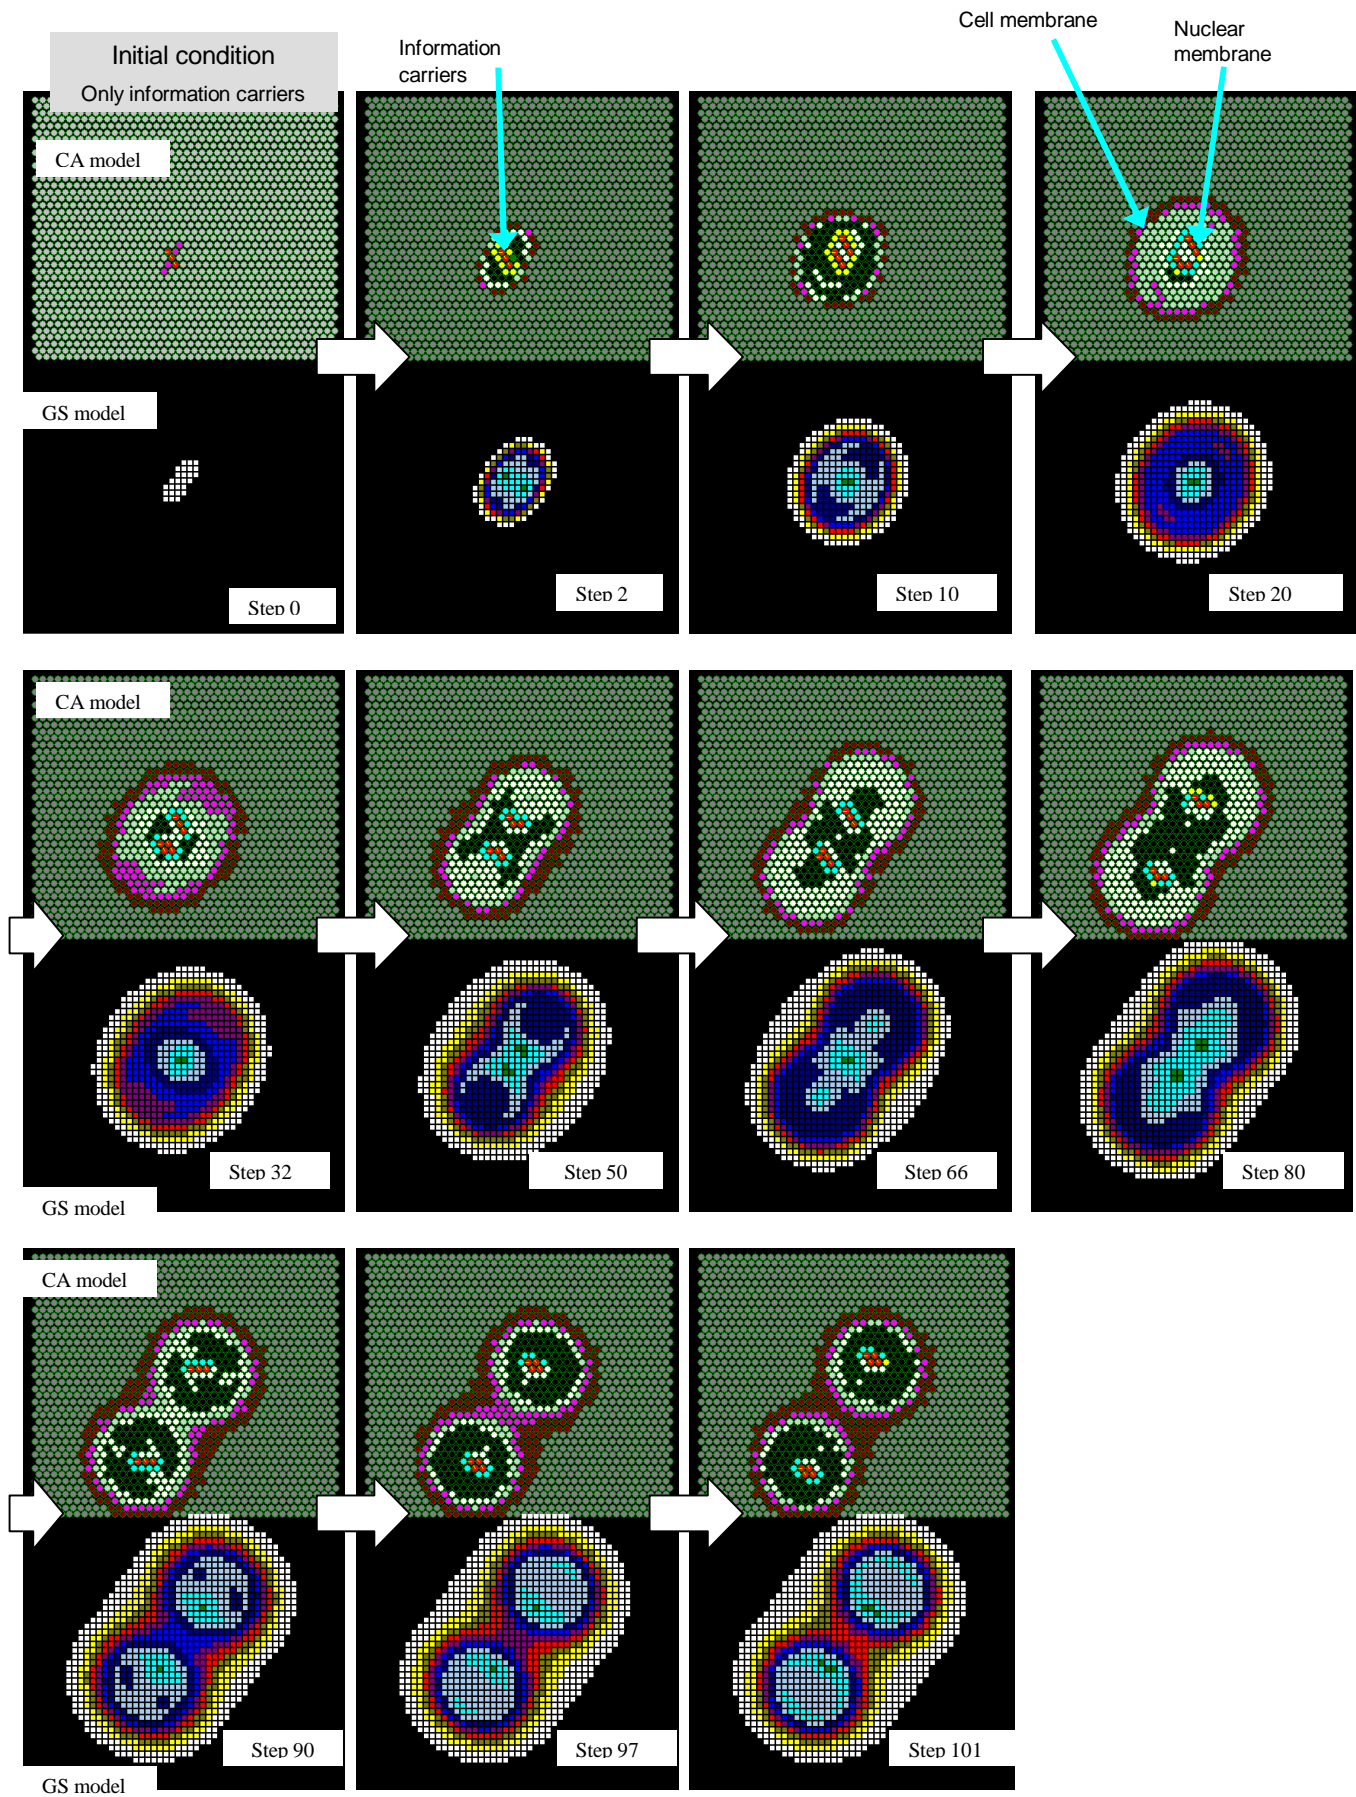 Initial condition
Only information carriers
Information
carriers
Cell membrane
Nuclear
membrane
CA model
GS model
Step 0
Step 2
Step 10
Step 20
CA model
Step 32
Step 50
Step 66
Step 80
GS model
CA model
Step 90
Step 97
Step 101
GS model